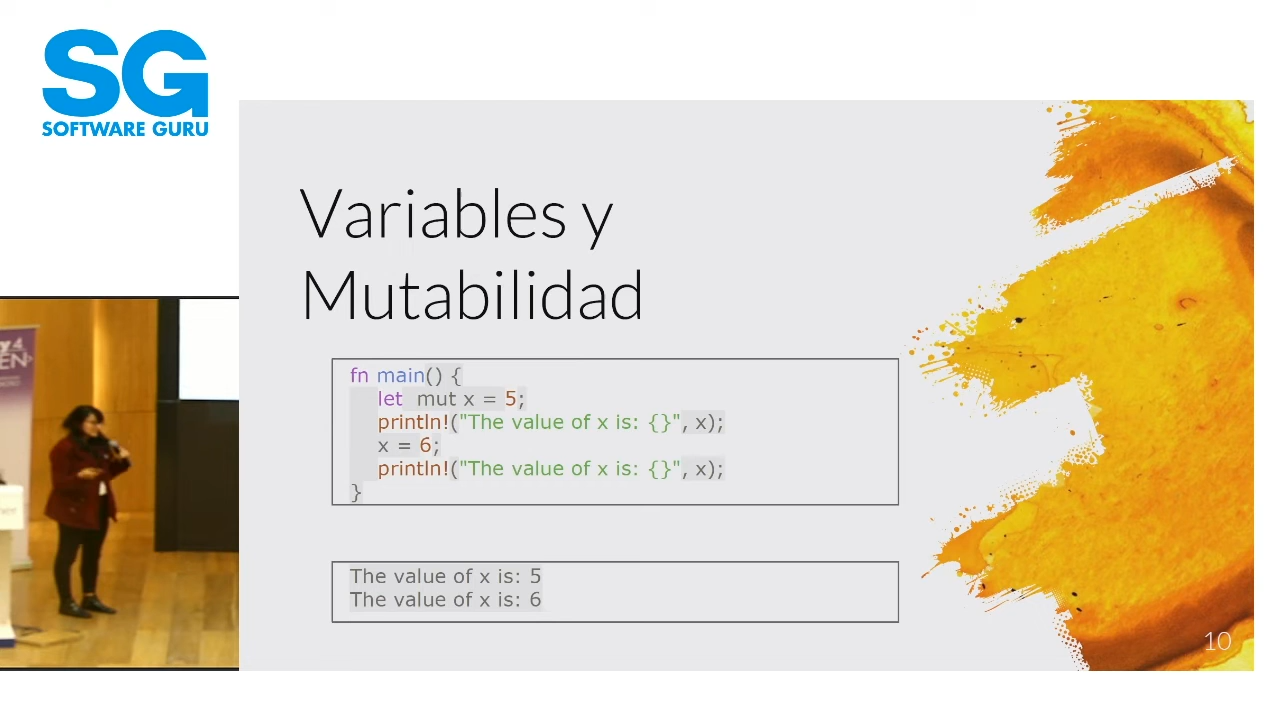 SG
SOFTWARE GURU
Variables y
Mutabilidad
fn main() {
let  mut x = 5;
println!("The value of x is: {}", x);
x = 6;
println!("The value of x is: {}", x);
}
The value of x is: 5
The value of x is: 6
10